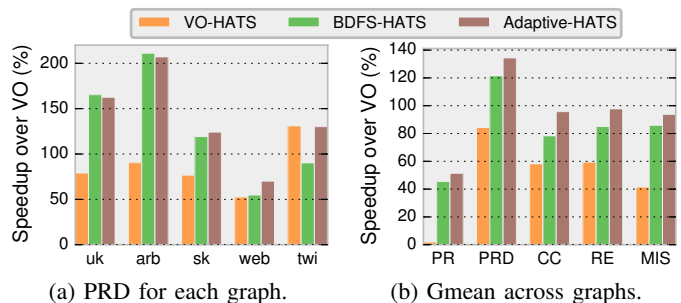 VO-HATS BDFS-HATS Adaptive-HATS
Speedup over VO (%)
200
150
100
50
0
uk arb sk web twi
(a) PRD for each graph.
Speedup over VO (%)
140
120
100
80
60
40
20
0
PR PRD CC RE MIS
(b) Gmean across graphs.